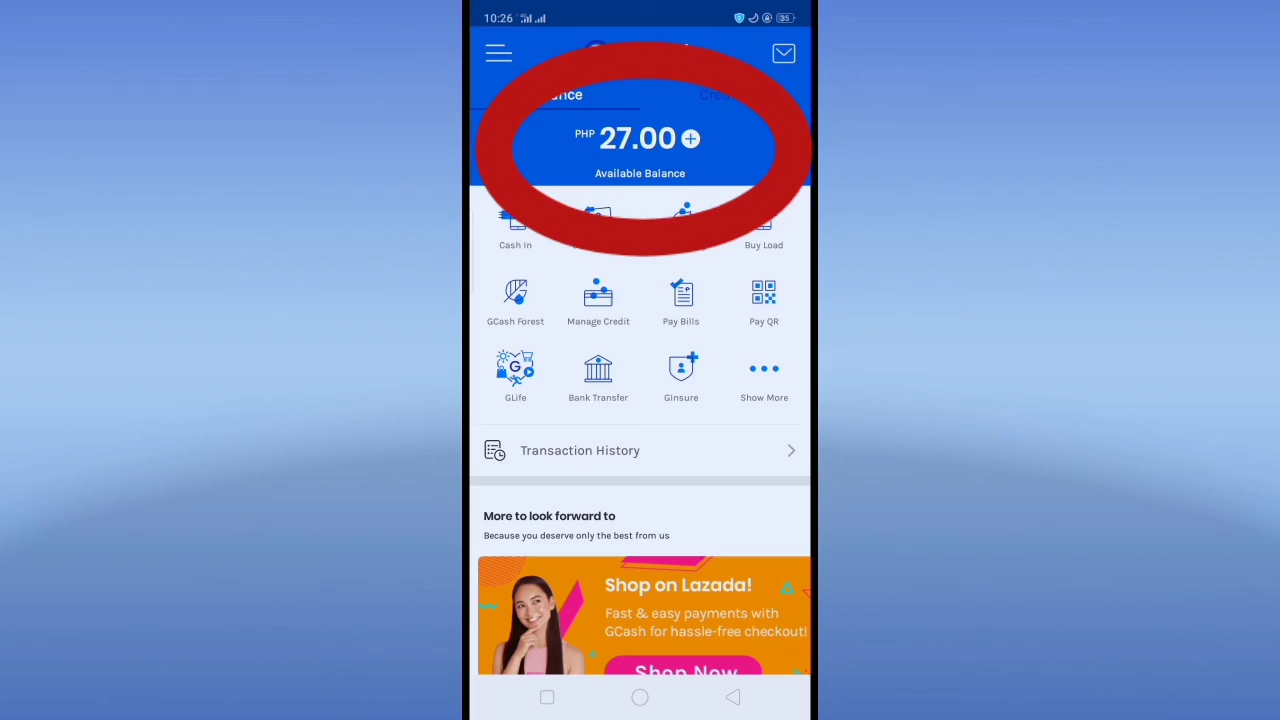 10:26
35
PHP 27.00
Available Balance
Cash In
Buy Load
GCash Forest
Manage Credit
Pay Bills
Pay QR
G
GLife
Bank Transfer
GInsure
Show More
Transaction History
More to look forward to
Because you deserve only the best from us
Shop on Lazada!
Fast & easy payments with
GCash for hassle-free checkout!
Shop Now